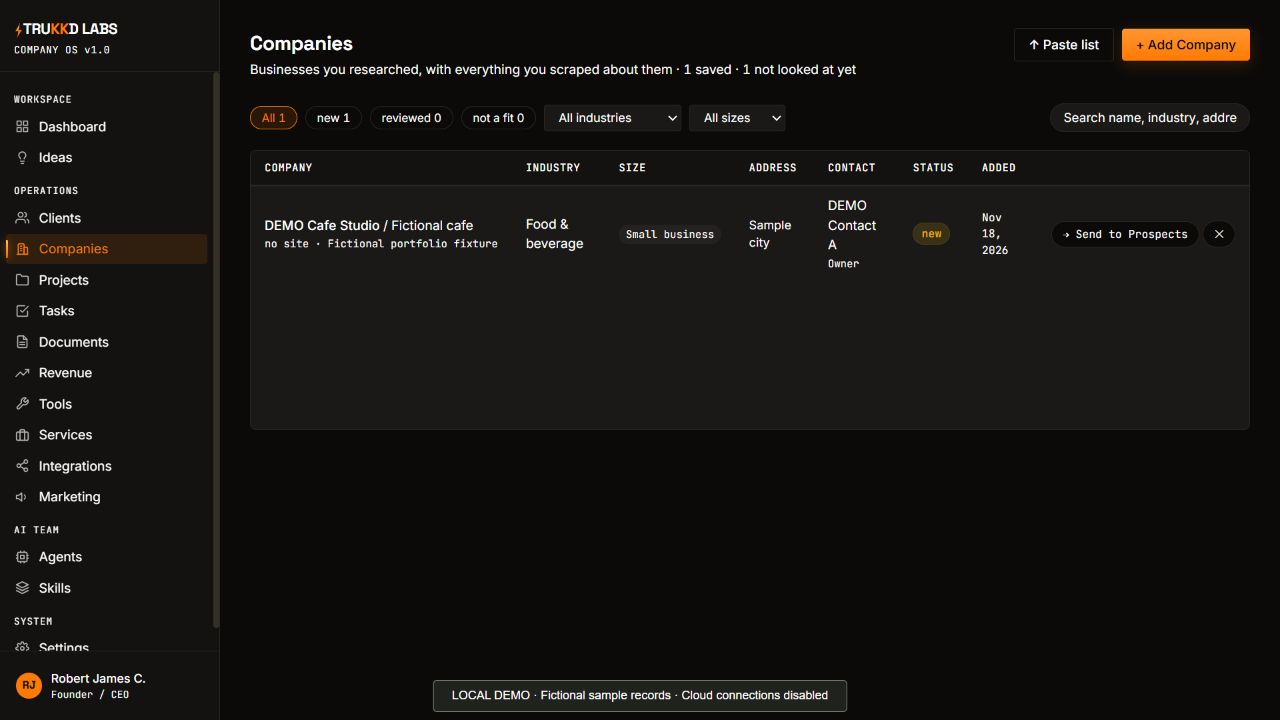 TRUKKD LABS
COMPANY OS v1.0
WORKSPACE
Dashboard
Ideas
OPERATIONS
Clients
Companies
Projects
Tasks
Documents
Revenue
Tools
Services
Integrations
Marketing
AI TEAM
Agents
Skills
SYSTEM
Settings
RJ
Robert James C.
Founder / CEO
Companies
Businesses you researched, with everything you scraped about them · 1 saved · 1 not looked at yet
↑ Paste list
+ Add Company
All 1
new 1
reviewed 0
not a fit 0
All industries
All sizes
Search name, industry, addre
COMPANY INDUSTRY SIZE ADDRESS CONTACT STATUS ADDED
DEMO Cafe Studio / Fictional cafe
no site · Fictional portfolio fixture
Food &
beverage
Small business
Sample
city
DEMO
Contact
A
Owner
new
Nov
18,
2026
→ Send to Prospects
LOCAL DEMO · Fictional sample records · Cloud connections disabled